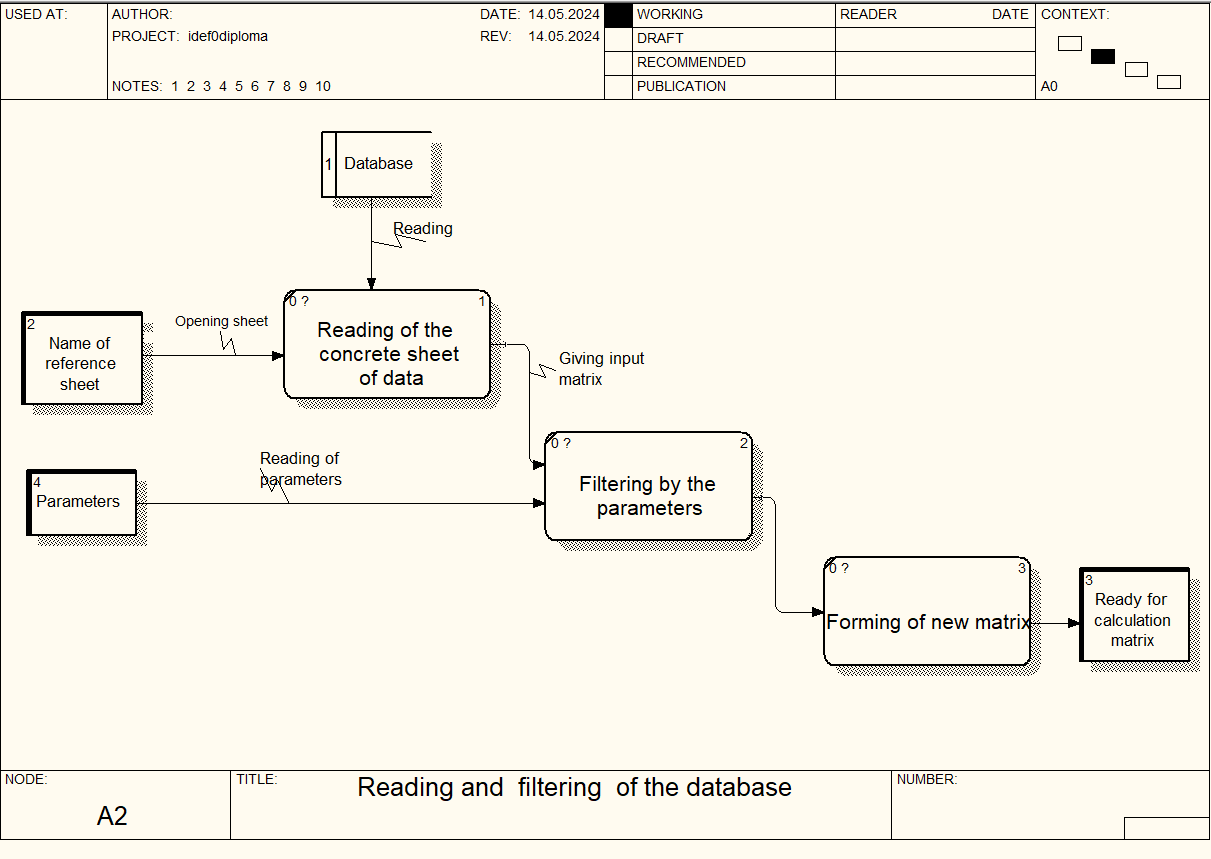 USED AT:
AUTHOR:
DATE: 14.05.2024
PROJECT: idef0diploma
REV: 14.05.2024
NOTES: 1 2 3 4 5 6 7 8 9 10
WORKING
DRAFT
RECOMMENDED
PUBLICATION
READER DATE
CONTEXT:
A0
1
Database
Reading
2
Name of
reference
sheet
Opening sheet
0 ?
1
Reading of the
concrete sheet
of data
Giving input
matrix
4
Parameters
Reading of
parameters
0 ?
2
Filtering by the
parameters
0 ?
3
Forming of new matrix
3
Ready for
calculation
matrix
NODE:
A2
TITLE:
Reading and filtering of the database
NUMBER: